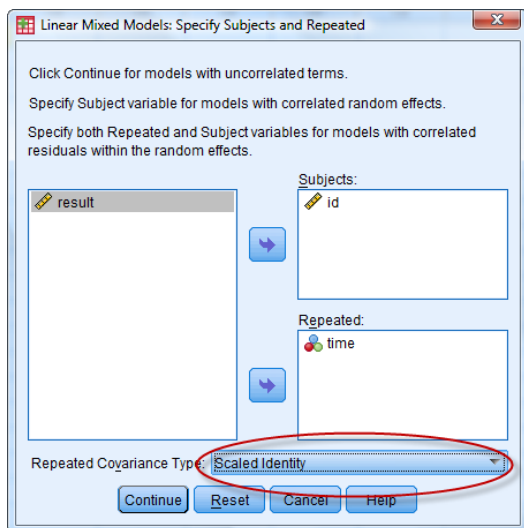 Linear Mixed Models: Specify Subjects and Repeated
Click Continue for models with uncorrelated terms.
Specify Subject variable for models with correlated random effects.
Specify both Repeated and Subject variables for models with correlated
residuals within the random effects.
Subjects:
result
id
Repeated:
time
Repeated Covariance Type: Scaled Identity
Continue Reset Cancel Help